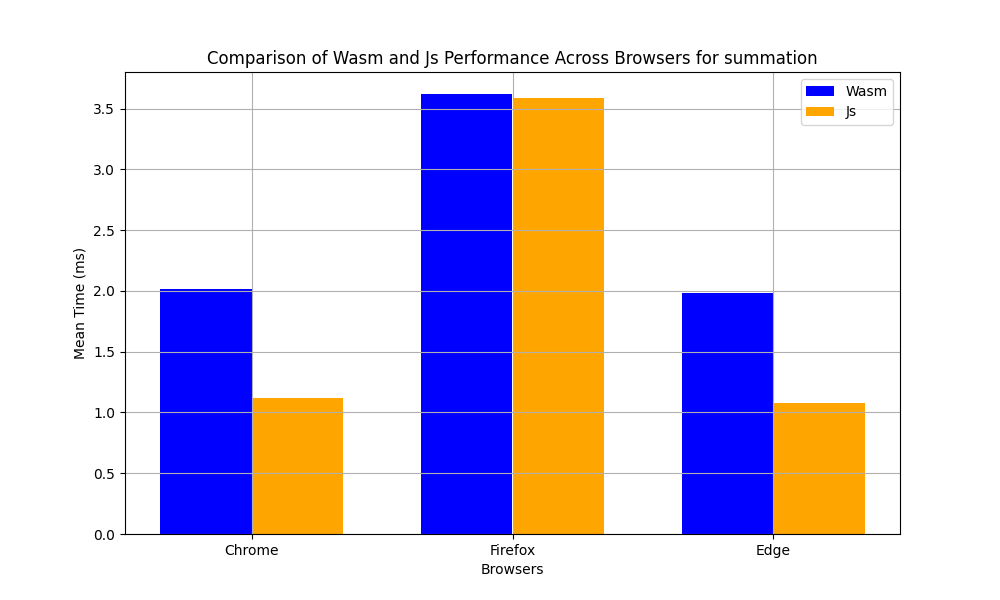 Comparison of Wasm and Js Performance Across Browsers for summation
Wasm
Js
3.5
3.0
2.5
2.0
1.5
1.0
0.5
0.0
Mean Time (ms)
Chrome
Firefox
Edge
Browsers